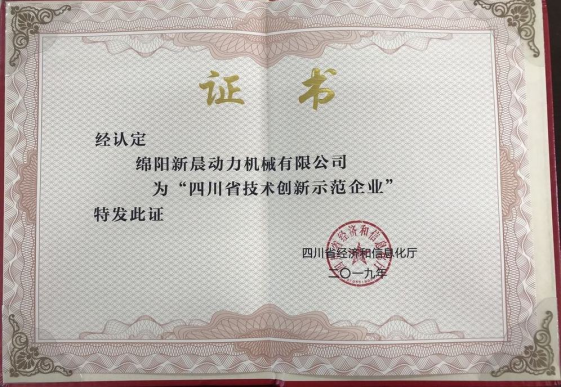 证书
经认定
绵阳新晨动力机械有限公司
为“四川省技术创新示范企业”
特发此证
四川省经济和信息化厅
二〇一九年